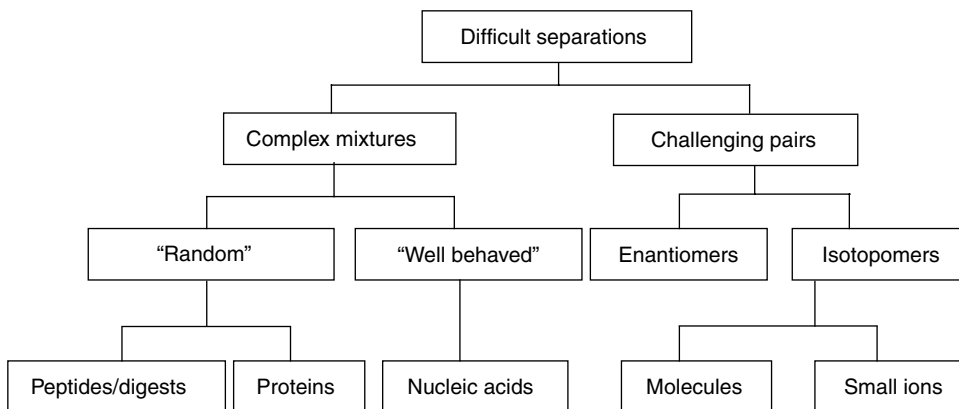 Difficult separations
Complex mixtures
Challenging pairs
“Random”
“Well behaved”
Enantiomers
Isotopomers
Peptides/digests
Proteins
Nucleic acids
Molecules
Small ions